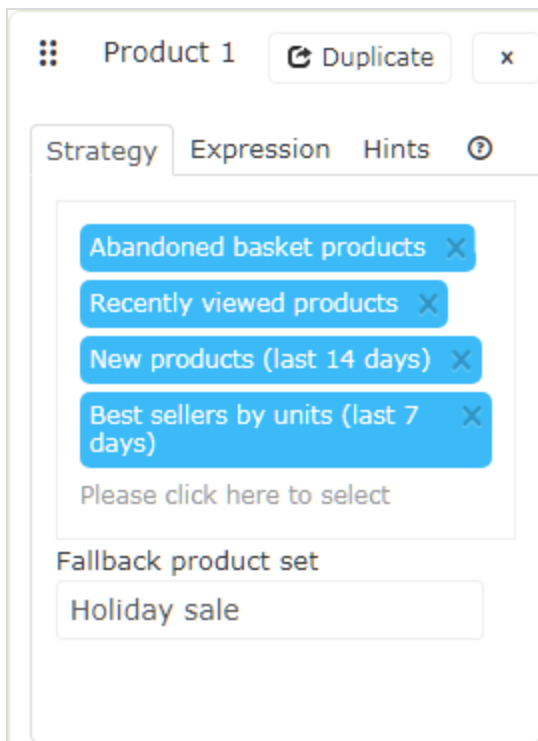 Product 1 Duplicate x
Strategy Expression Hints ?
Abandoned basket products X
Recently viewed products X
New products (last 14 days) X
Best sellers by units (last 7 X
days)
Please click here to select
Fallback product set
Holiday sale